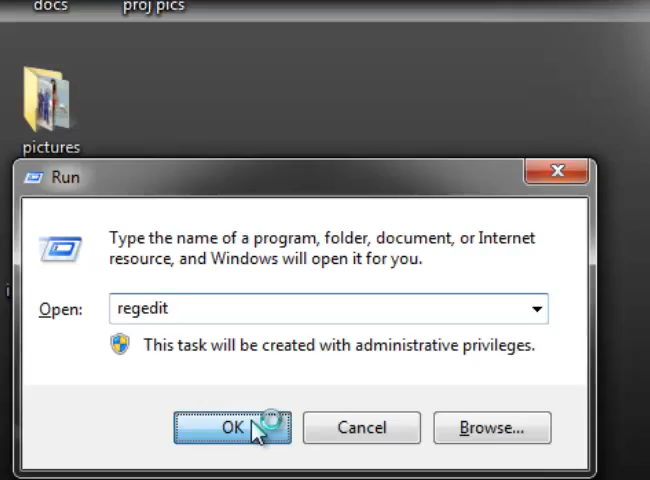 docs
proj pics
pictures
Run
Type the name of a program, folder, document, or Internet
resource, and Windows will open it for you.
Open:
regedit
This task will be created with administrative privileges.
OK
Cancel
Browse...